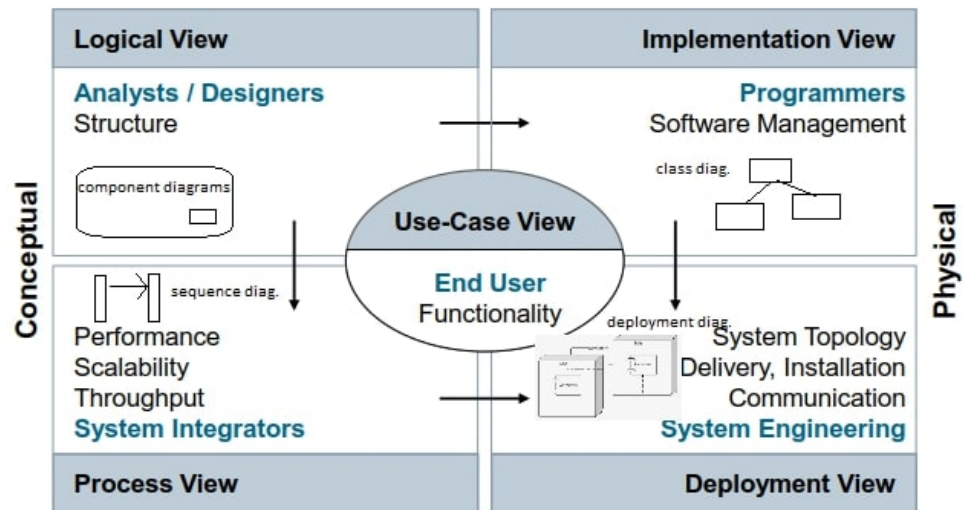 Logical View
Implementation View
Analysts / Designers
Structure
Programmers
Software Management
component diagrams
class diag.
Conceptual
Physical
Use-Case View
End User
Functionality
sequence diag.
Performance
Scalability
Throughput
System Integrators
deployment diag.
System Topology
Delivery, Installation
Communication
System Engineering
Process View
Deployment View